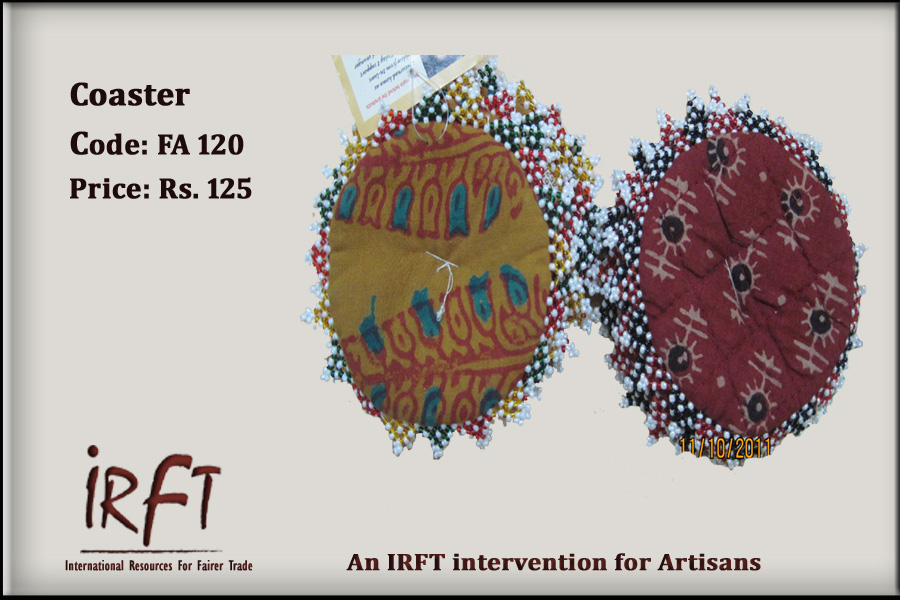 Coaster
Code: FA 120
Price: Rs. 125
11/10/2011
IRFT
International Resources For Fairer Trade
An IRFT intervention for Artisans